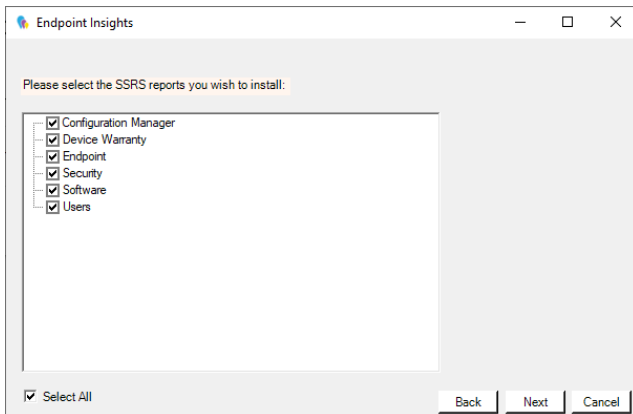 Endpoint Insights
Please select the SSRS reports you wish to install:
Configuration Manager
Device Warranty
Endpoint
Security
Software
Users
Select All
Back Next Cancel